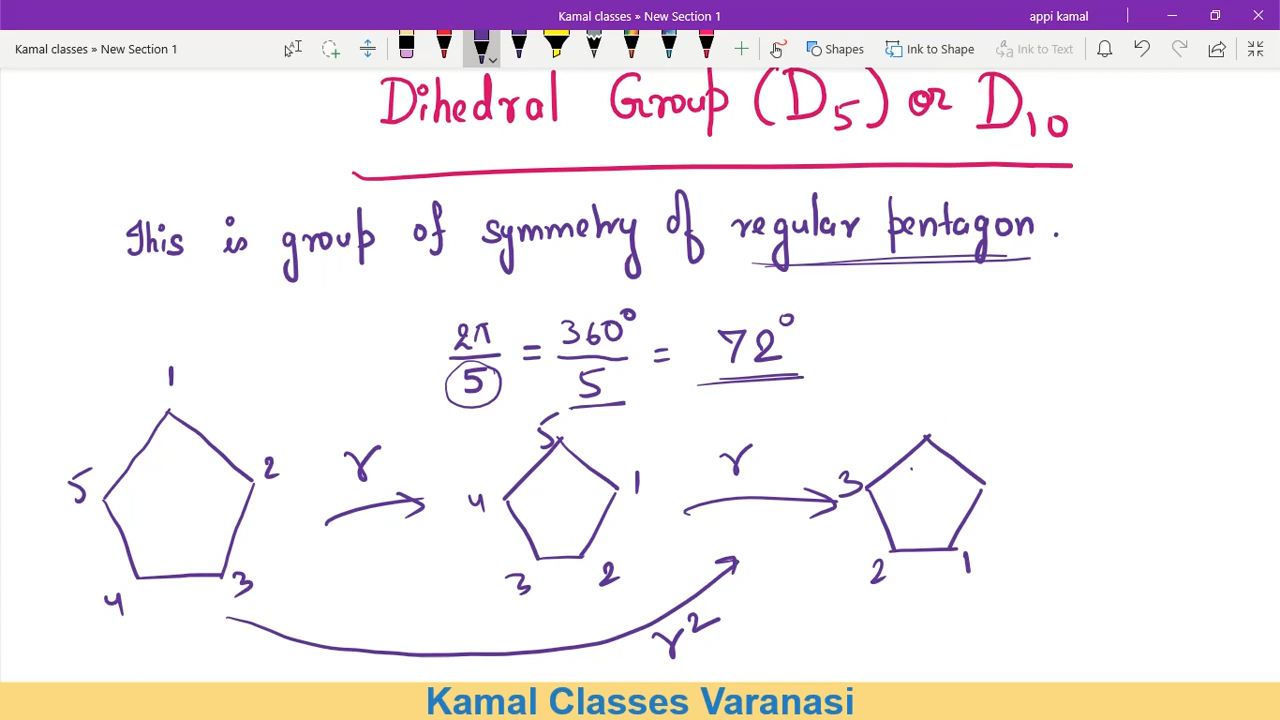 Kamal classes » New Section 1
appi kamal
Kamal classes » New Section 1
Shapes
Ink to Shape
Ink to Text
Dihedral Group (D5) or D10
This is group of symmetry of regular pentagon.
2π/5 = 360°/5 = 72°
1
2
3
4
5
r
5
1
2
3
4
r
3
2
1
r²
Kamal Classes Varanasi